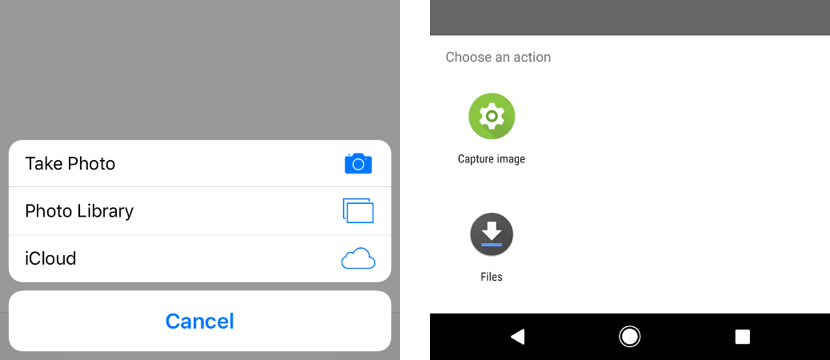 Take Photo
Photo Library
iCloud
Cancel
Choose an action
Capture image
Files